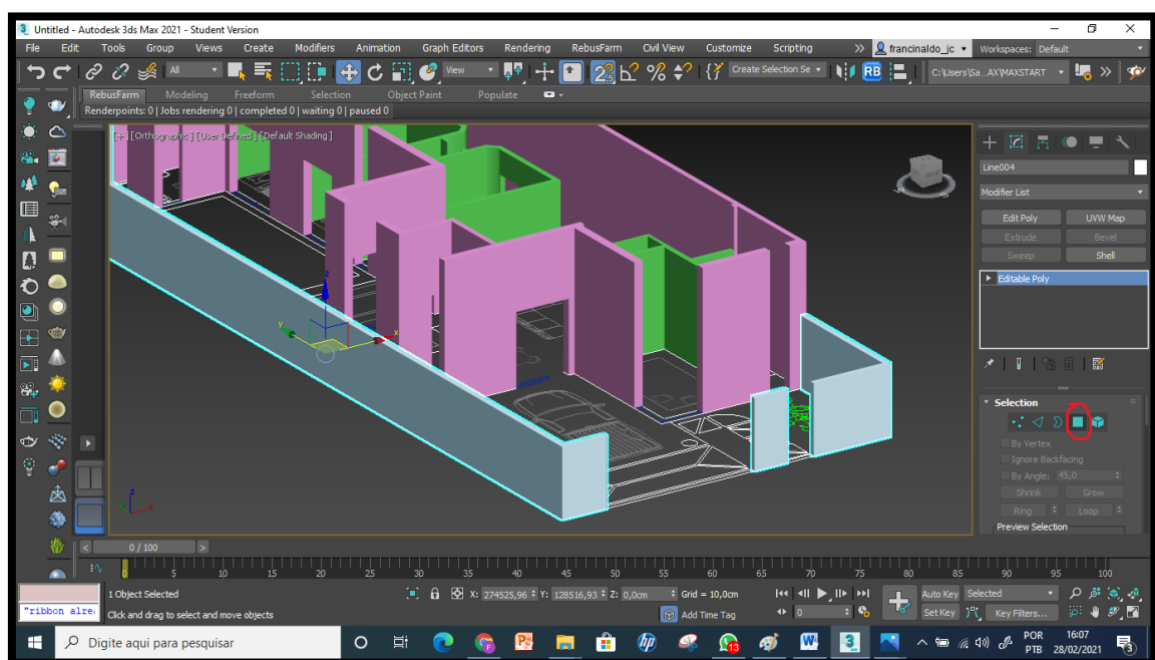 Untitled - Autodesk 3ds Max 2021 - Student Version
File Edit Tools Group Views Create Modifiers Animation Graph Editors Rendering RebusFarm Civil View Customize Scripting francinaldo_jc Workspaces: Default
All View Create Selection Se RB C:\Users\Sa...AX\MAXSTART
RebusFarm Modeling Freeform Selection Object Paint Populate
Renderpoints: 0 | Jobs rendering 0 | completed 0 | waiting 0 | paused 0
[+] [Orthographic ] [User Defined ] [Default Shading ]
Line004
Modifier List
Edit Poly UVW Map
Extrude Bevel
Sweep Shell
Editable Poly
Selection
By Vertex
Ignore Backfacing
By Angle: 45,0
Shrink Grow
Ring Loop
Preview Selection
z
y x
z
x
0 / 100
0 5 10 15 20 25 30 35 40 45 50 55 60 65 70 75 80 85 90 95 100
1 Object Selected X: 274525,96 Y: 128516,93 Z: 0,0cm Grid = 10,0cm Auto Key Selected
"ribbon alre Click and drag to select and move objects Add Time Tag 0 Set Key Key Filters...
Digite aqui para pesquisar
13
POR 16:07
PTB 28/02/2021
3